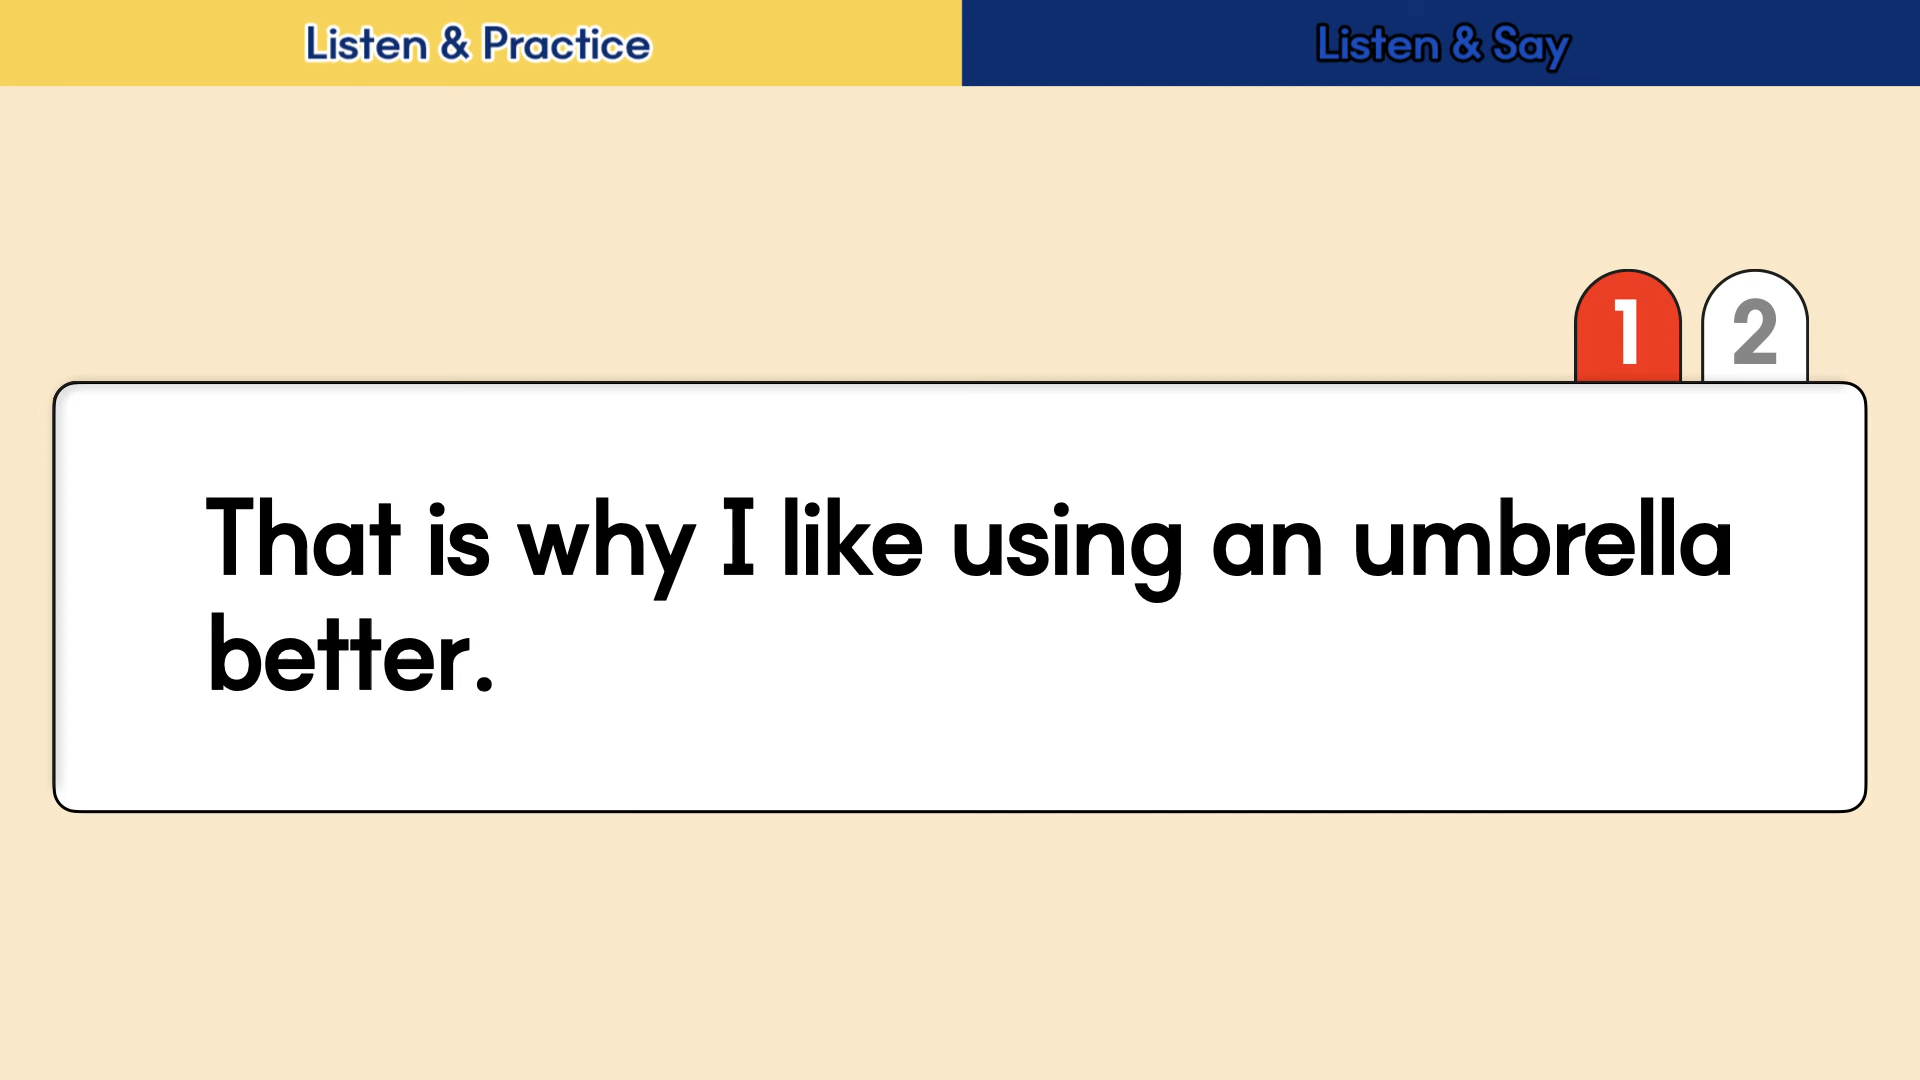 Listen & Practice
Listen & Say
1 2
That is why I like using an umbrella
better.